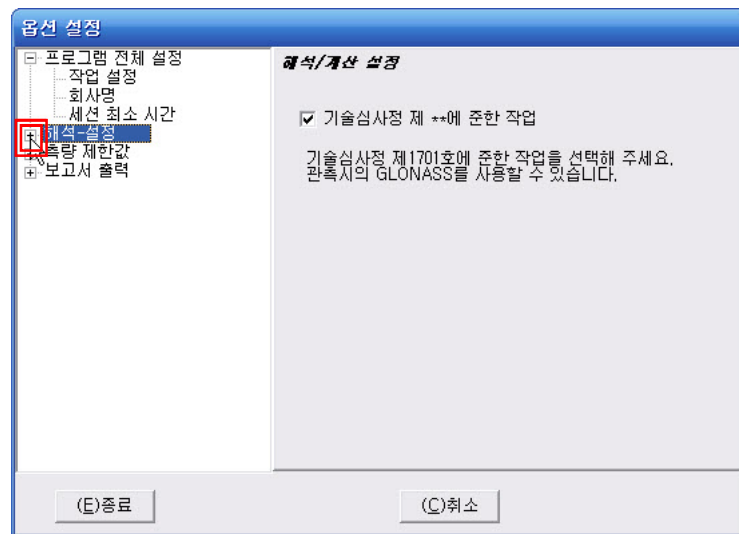 옵션 설정
프로그램 전체 설정
작업 설정
회사명
세션 최소 시간
해석-설정
측량 제한값
보고서 출력
해석/계산 설정
기술심사정 제 **에 준한 작업
기술심사정 제1701호에 준한 작업을 선택해 주세요.
관측시의 GLONASS를 사용할 수 있습니다.
(E)종료
(C)취소